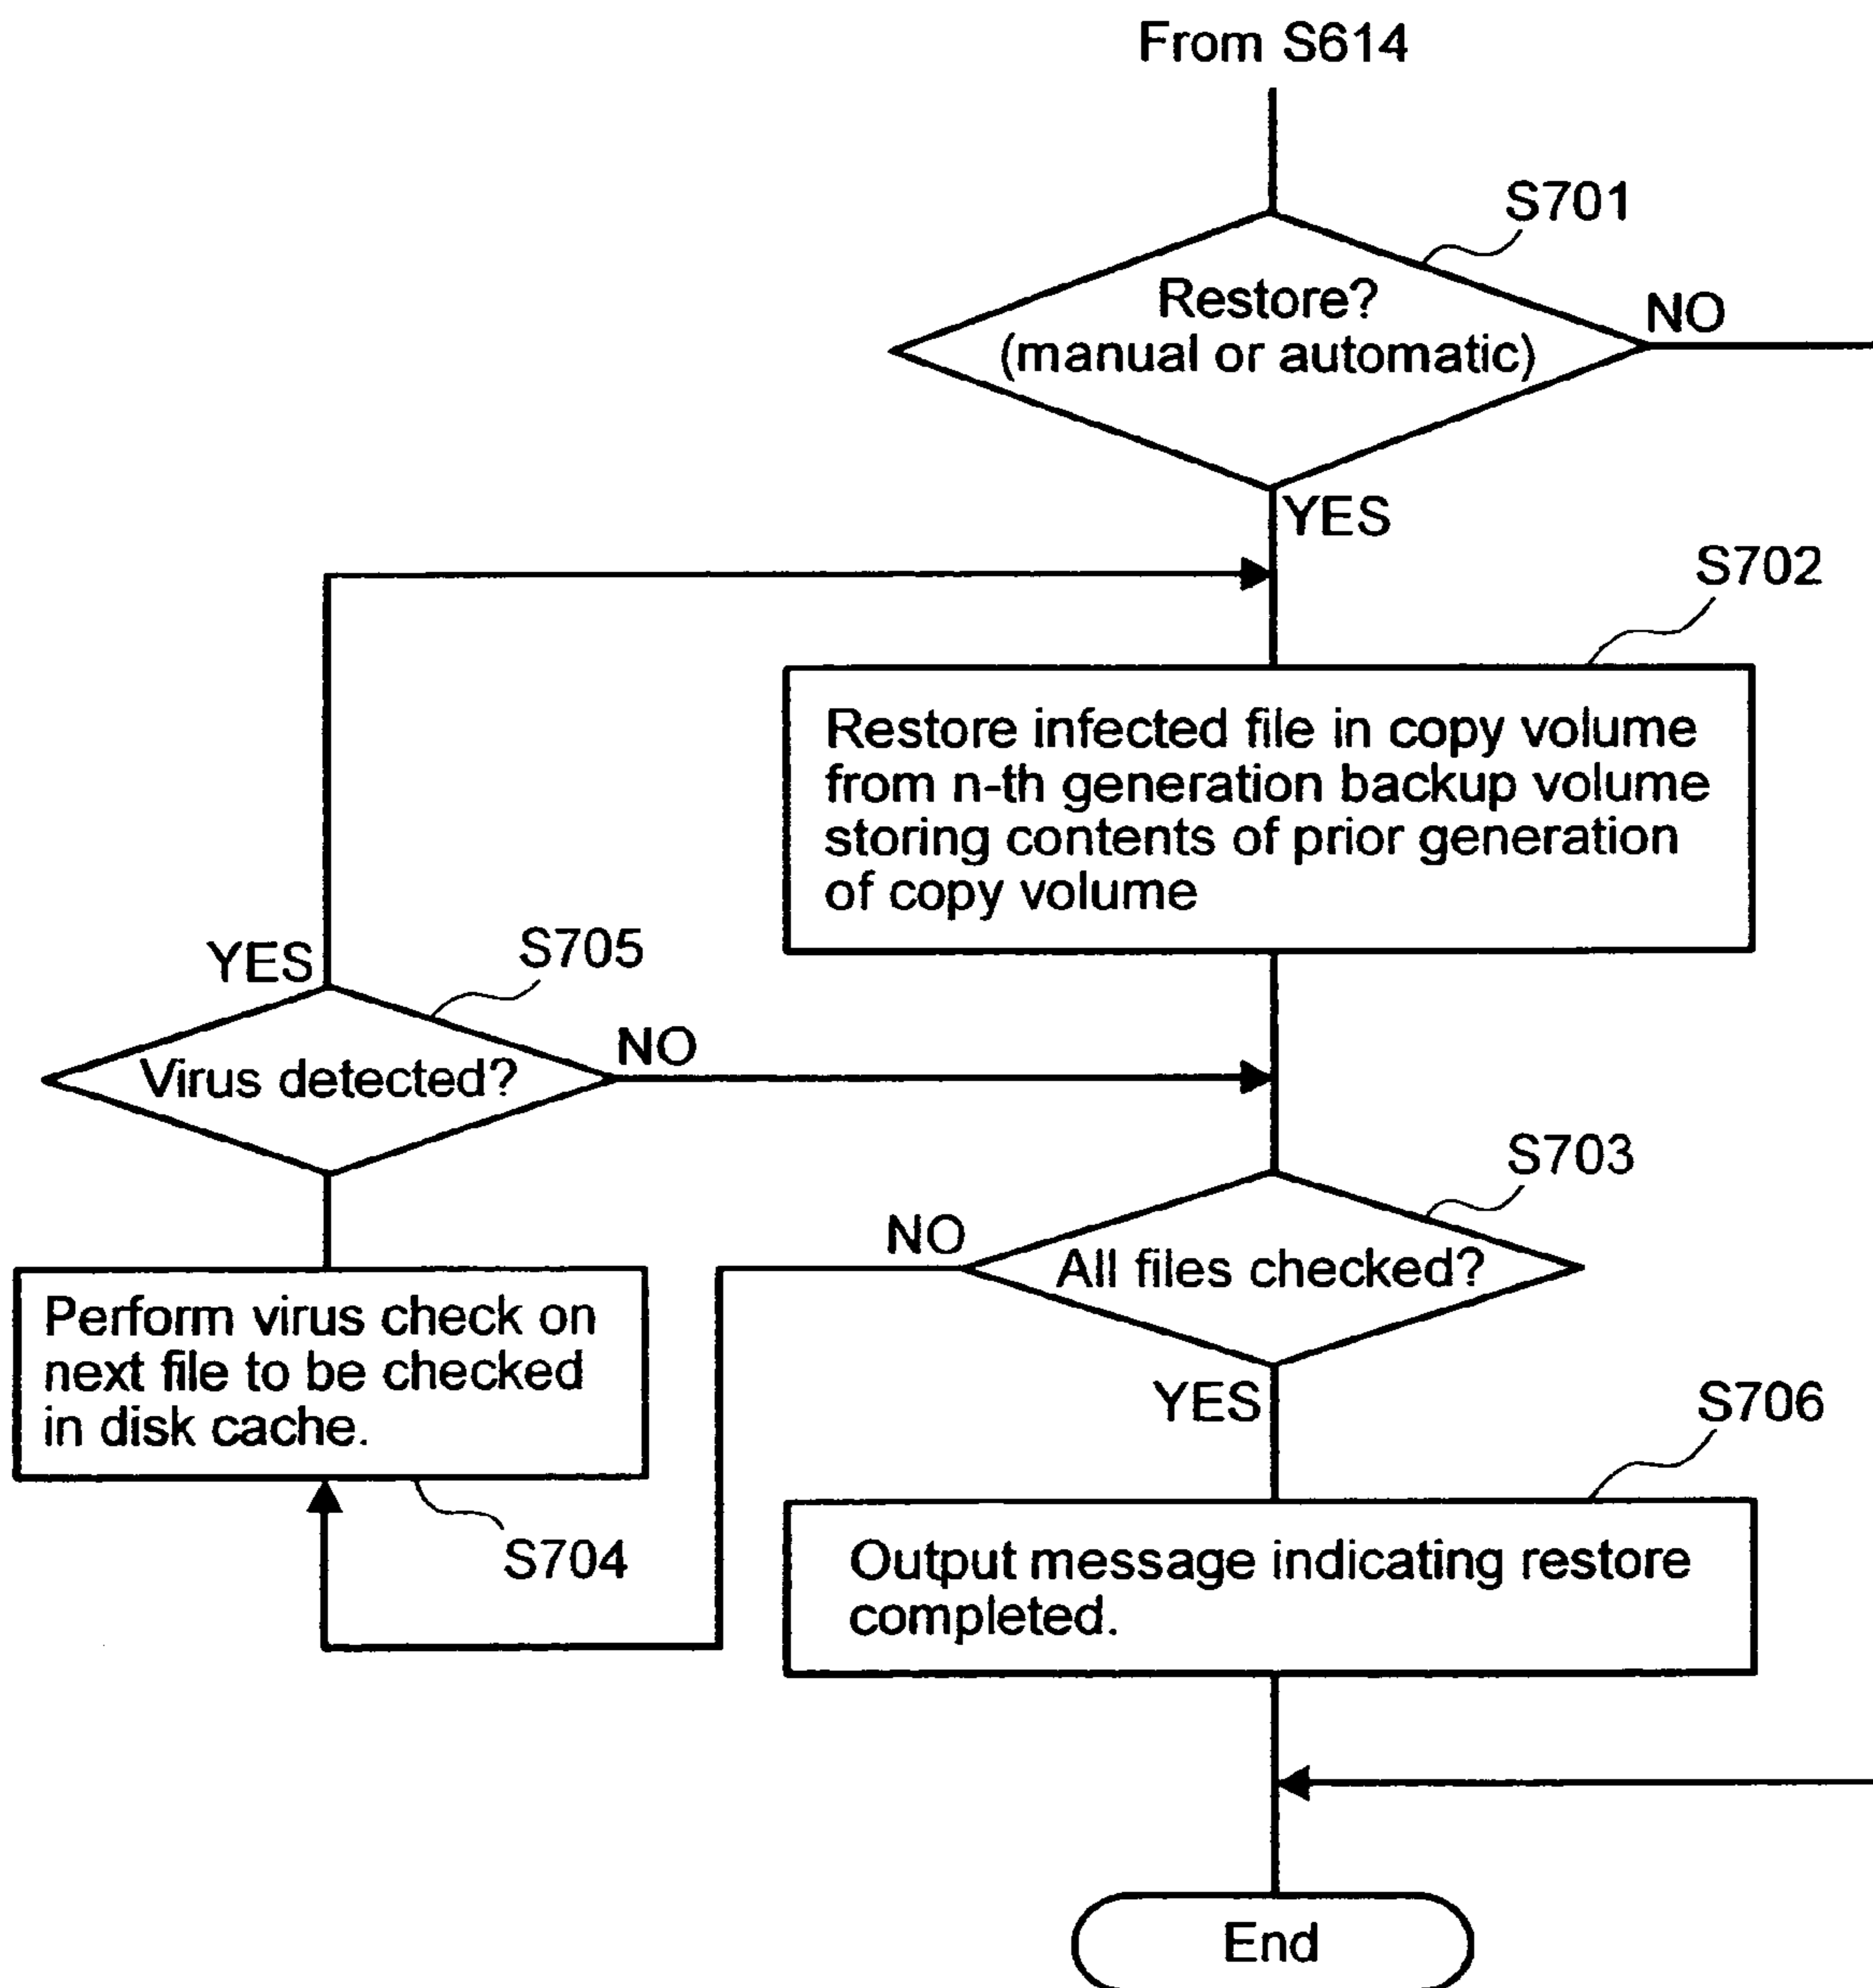 From S614
S701
Restore?
(manual or automatic)
NO
YES
S702
Restore infected file in copy volume
from n-th generation backup volume
storing contents of prior generation
of copy volume
YES
S705
Virus detected?
NO
S703
NO
All files checked?
Perform virus check on
next file to be checked
in disk cache.
S704
YES
S706
Output message indicating restore
completed.
End